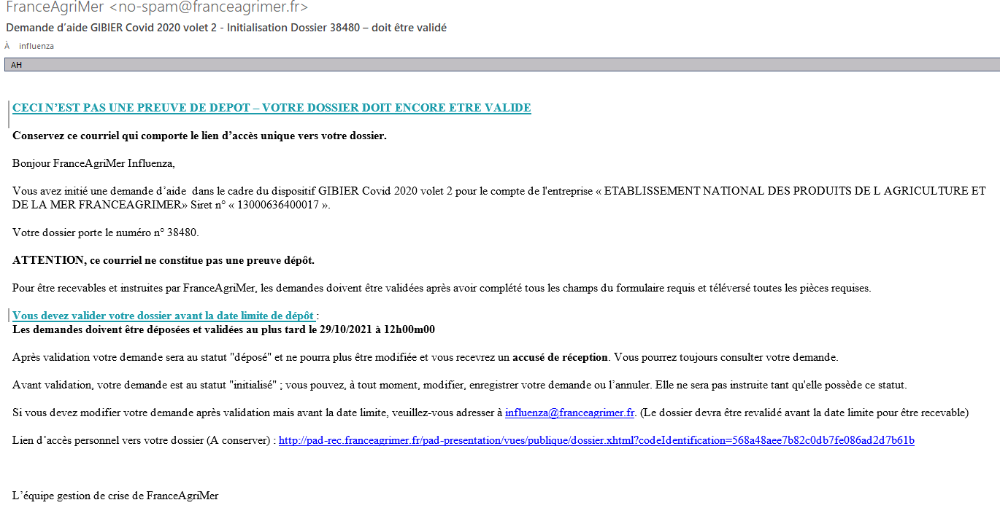 FranceAgriMer <no-spam@franceagrimer.fr>
Demande d’aide GIBIER Covid 2020 volet 2 - Initialisation Dossier 38480 – doit être validé
À influenza
AH
CECI N’EST PAS UNE PREUVE DE DEPOT – VOTRE DOSSIER DOIT ENCORE ETRE VALIDE
Conservez ce courriel qui comporte le lien d’accès unique vers votre dossier.
Bonjour FranceAgriMer Influenza,
Vous avez initié une demande d’aide dans le cadre du dispositif GIBIER Covid 2020 volet 2 pour le compte de l'entreprise « ETABLISSEMENT NATIONAL DES PRODUITS DE L AGRICULTURE ET
DE LA MER FRANCEAGRIMER» Siret n° « 13000636400017 ».
Votre dossier porte le numéro n° 38480.
ATTENTION, ce courriel ne constitue pas une preuve dépôt.
Pour être recevables et instruites par FranceAgriMer, les demandes doivent être validées après avoir complété tous les champs du formulaire requis et téléversé toutes les pièces requises.
Vous devez valider votre dossier avant la date limite de dépôt :
Les demandes doivent être déposées et validées au plus tard le 29/10/2021 à 12h00m00
Après validation votre demande sera au statut "déposé" et ne pourra plus être modifiée et vous recevrez un accusé de réception. Vous pourrez toujours consulter votre demande.
Avant validation, votre demande est au statut "initialisé" ; vous pouvez, à tout moment, modifier, enregistrer votre demande ou l’annuler. Elle ne sera pas instruite tant qu'elle possède ce statut.
Si vous devez modifier votre demande après validation mais avant la date limite, veuillez-vous adresser à influenza@franceagrimer.fr. (Le dossier devra être revalidé avant la date limite pour être recevable)
Lien d’accès personnel vers votre dossier (A conserver) : http://pad-rec.franceagrimer.fr/pad-presentation/vues/publique/dossier.xhtml?codeIdentification=568a48aee7b82c0db7fe086ad2d7b61b
L’équipe gestion de crise de FranceAgriMer